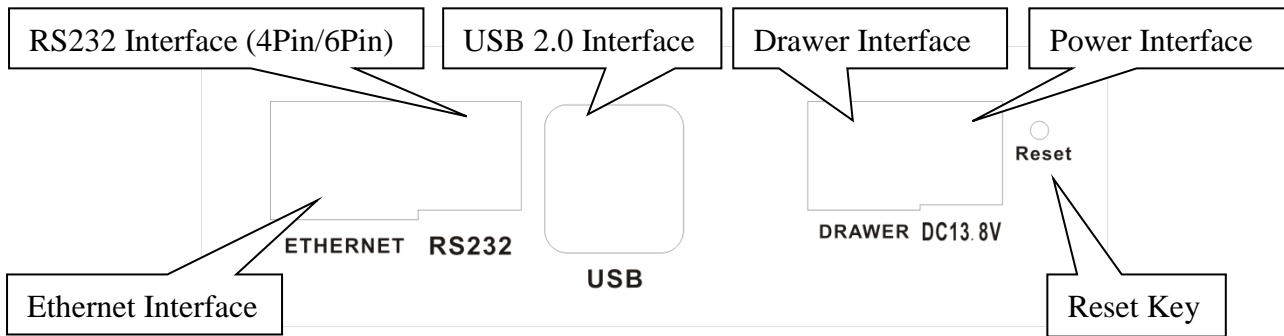 RS232 Interface (4Pin/6Pin)
USB 2.0 Interface
Drawer Interface
Power Interface
Reset
ETHERNET
RS232
DRAWER
DC13.8V
USB
Ethernet Interface
Reset Key